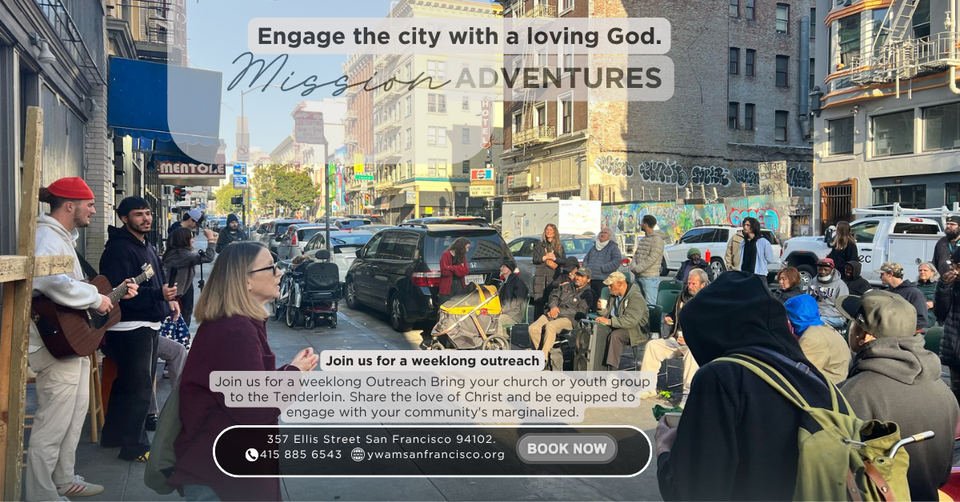 Engage the city with a loving God.
Mission ADVENTURES
MENTONE
Join us for a weeklong outreach
Join us for a weeklong Outreach Bring your church or youth group
to the Tenderloin. Share the love of Christ and be equipped to
engage with your community's marginalized.
357 Ellis Street San Francisco 94102.
415 885 6543 ywamsanfrancisco.org
BOOK NOW